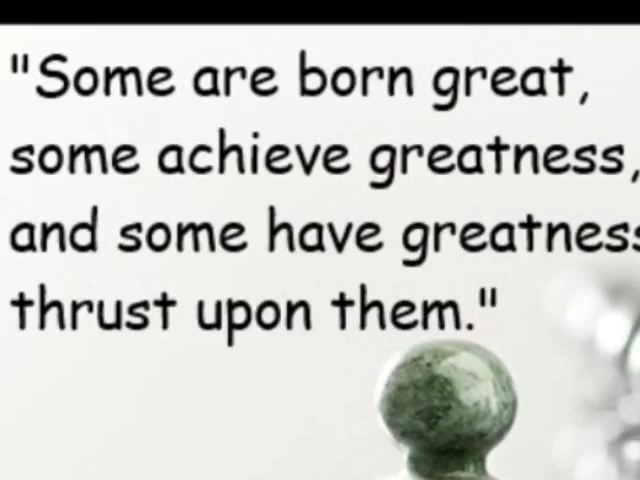 "Some are born great,
some achieve greatness,
and some have greatness
thrust upon them."